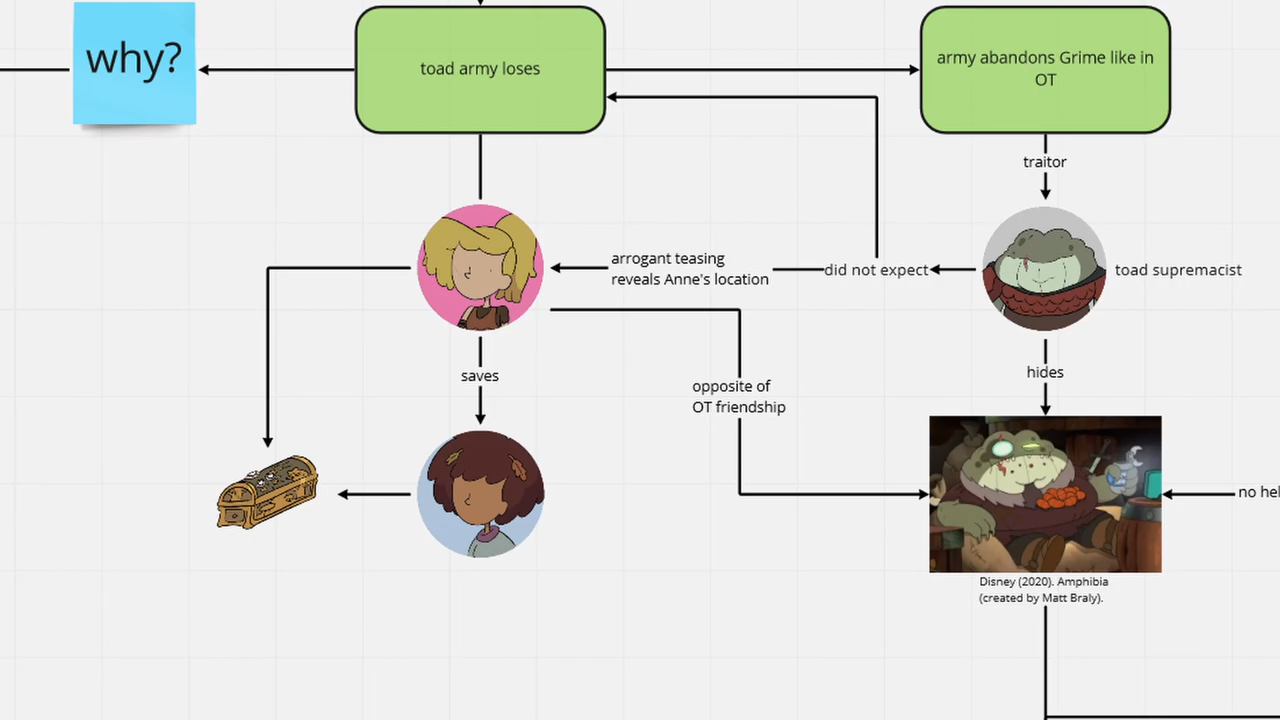 why?
toad army loses
army abandons Grime like in
OT
traitor
arrogant teasing
reveals Anne's location
did not expect
toad supremacist
saves
opposite of
OT friendship
hides
no hel
Disney (2020). Amphibia
(created by Matt Braly).